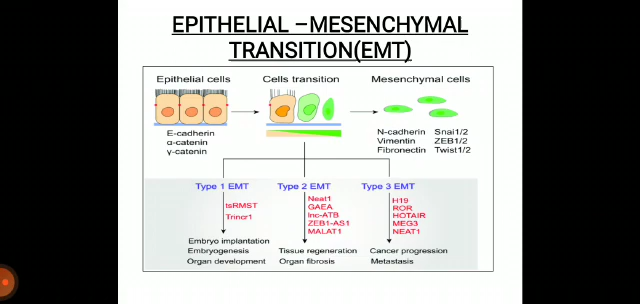 EPITHELIAL –MESENCHYMAL
TRANSITION(EMT)
Epithelial cells
Cells transition
Mesenchymal cells
E-cadherin
α-catenin
γ-catenin
N-cadherin Snai1/2
Vimentin ZEB1/2
Fibronectin Twist1/2
Type 1 EMT
tsRMST
Trincr1
Embryo implantation
Embryogenesis
Organ development
Type 2 EMT
Neat1
GAEA
lnc-ATB
ZEB1-AS1
MALAT1
Tissue regeneration
Organ fibrosis
Type 3 EMT
H19
ROR
HOTAIR
MEG3
NEAT1
Cancer progression
Metastasis